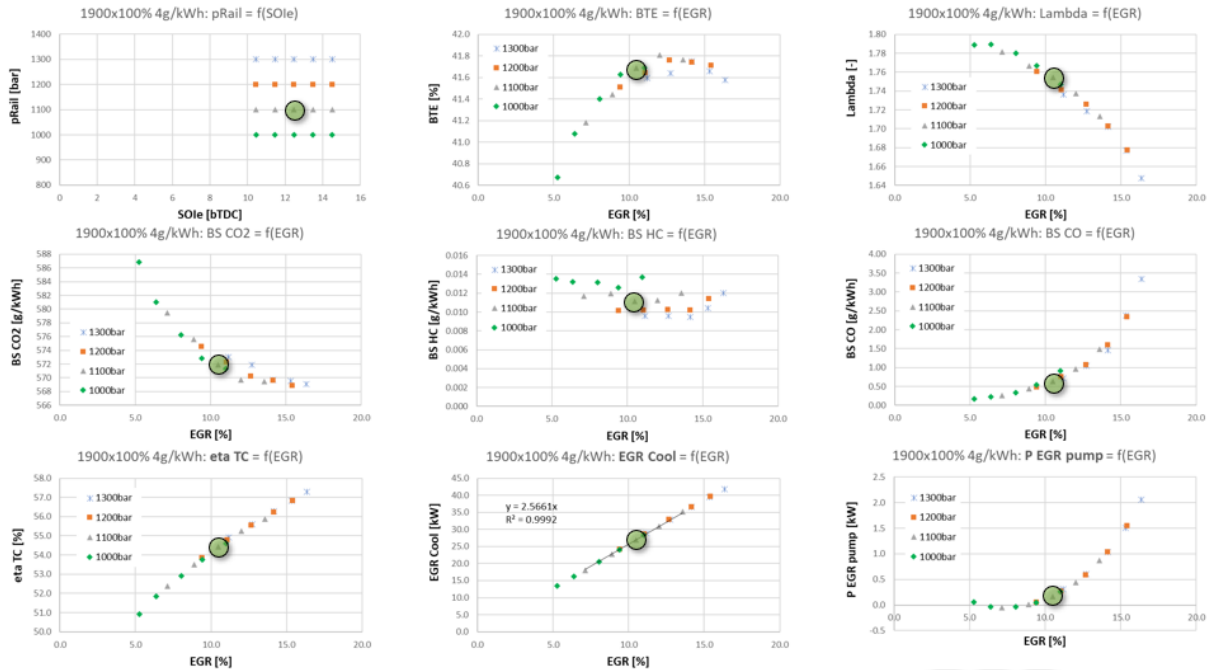 1900x100% 4g/kWh: pRail = f(SOIe)
pRail [bar]
1400
1300
1200
1100
1000
900
800
0 2 4 6 8 10 12 14 16
SOIe [bTDC]
1900x100% 4g/kWh: BTE = f(EGR)
BTE [%]
42.0
41.8
41.6
41.4
41.2
41.0
40.8
40.6
1300bar
1200bar
1100bar
1000bar
0.0 5.0 10.0 15.0 20.0
EGR [%]
1900x100% 4g/kWh: Lambda = f(EGR)
Lambda [-]
1.80
1.78
1.76
1.74
1.72
1.70
1.68
1.66
1.64
1300bar
1200bar
1100bar
1000bar
0.0 5.0 10.0 15.0 20.0
EGR [%]
1900x100% 4g/kWh: BS CO2 = f(EGR)
BS CO2 [g/kWh]
588
586
584
582
580
578
576
574
572
570
568
566
1300bar
1200bar
1100bar
1000bar
0.0 5.0 10.0 15.0 20.0
EGR [%]
1900x100% 4g/kWh: BS HC = f(EGR)
BS HC [g/kWh]
0.016
0.014
0.012
0.010
0.008
0.006
0.004
0.002
0.000
1300bar
1200bar
1100bar
1000bar
0.0 5.0 10.0 15.0 20.0
EGR [%]
1900x100% 4g/kWh: BS CO = f(EGR)
BS CO [g/kWh]
4.00
3.50
3.00
2.50
2.00
1.50
1.00
0.50
0.00
1300bar
1200bar
1100bar
1000bar
0.0 5.0 10.0 15.0 20.0
EGR [%]
1900x100% 4g/kWh: eta TC = f(EGR)
eta TC [%]
58.0
57.0
56.0
55.0
54.0
53.0
52.0
51.0
50.0
1300bar
1200bar
1100bar
1000bar
0.0 5.0 10.0 15.0 20.0
EGR [%]
1900x100% 4g/kWh: EGR Cool = f(EGR)
EGR Cool [kW]
45.0
40.0
35.0
30.0
25.0
20.0
15.0
10.0
5.0
0.0
y = 2.5661x
R² = 0.9992
0.0 5.0 10.0 15.0 20.0
EGR [%]
1900x100% 4g/kWh: P EGR pump = f(EGR)
P EGR pump [kW]
2.5
2.0
1.5
1.0
0.5
0.0
-0.5
1300bar
1200bar
1100bar
1000bar
0.0 5.0 10.0 15.0 20.0
EGR [%]